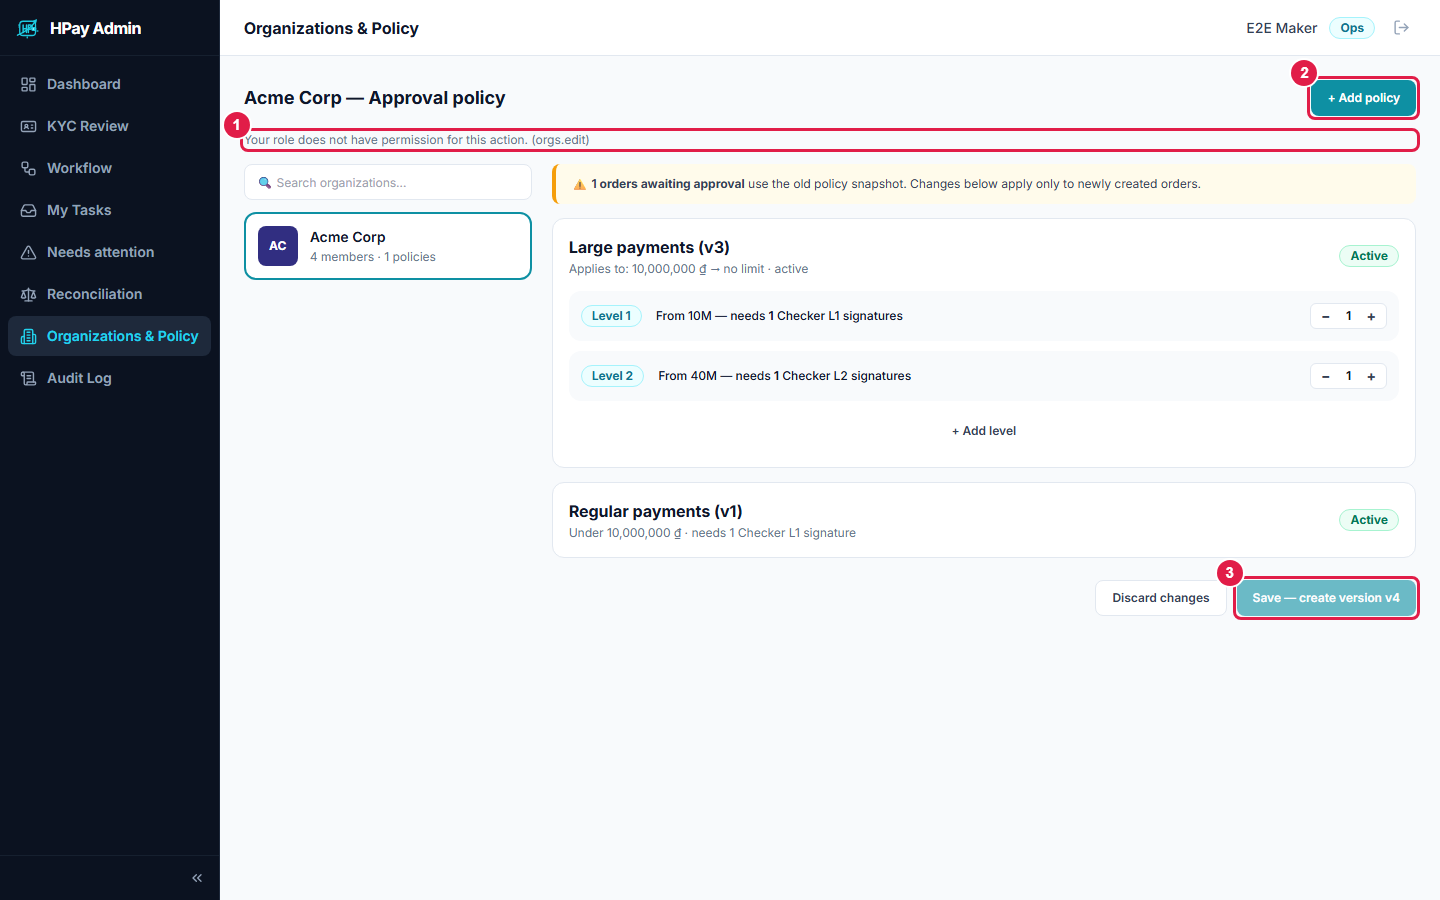 HPay Admin
Dashboard
KYC Review
Workflow
My Tasks
Needs attention
Reconciliation
Organizations & Policy
Audit Log
Organizations & Policy
E2E Maker
Ops
Acme Corp — Approval policy
2
+ Add policy
1
Your role does not have permission for this action. (orgs.edit)
Search organizations...
AC
Acme Corp
4 members · 1 policies
1 orders awaiting approval use the old policy snapshot. Changes below apply only to newly created orders.
Large payments (v3)
Applies to: 10,000,000 ₫ → no limit · active
Active
Level 1 From 10M — needs 1 Checker L1 signatures − 1 +
Level 2 From 40M — needs 1 Checker L2 signatures − 1 +
+ Add level
Regular payments (v1)
Under 10,000,000 ₫ · needs 1 Checker L1 signature
Active
Discard changes
3
Save — create version v4